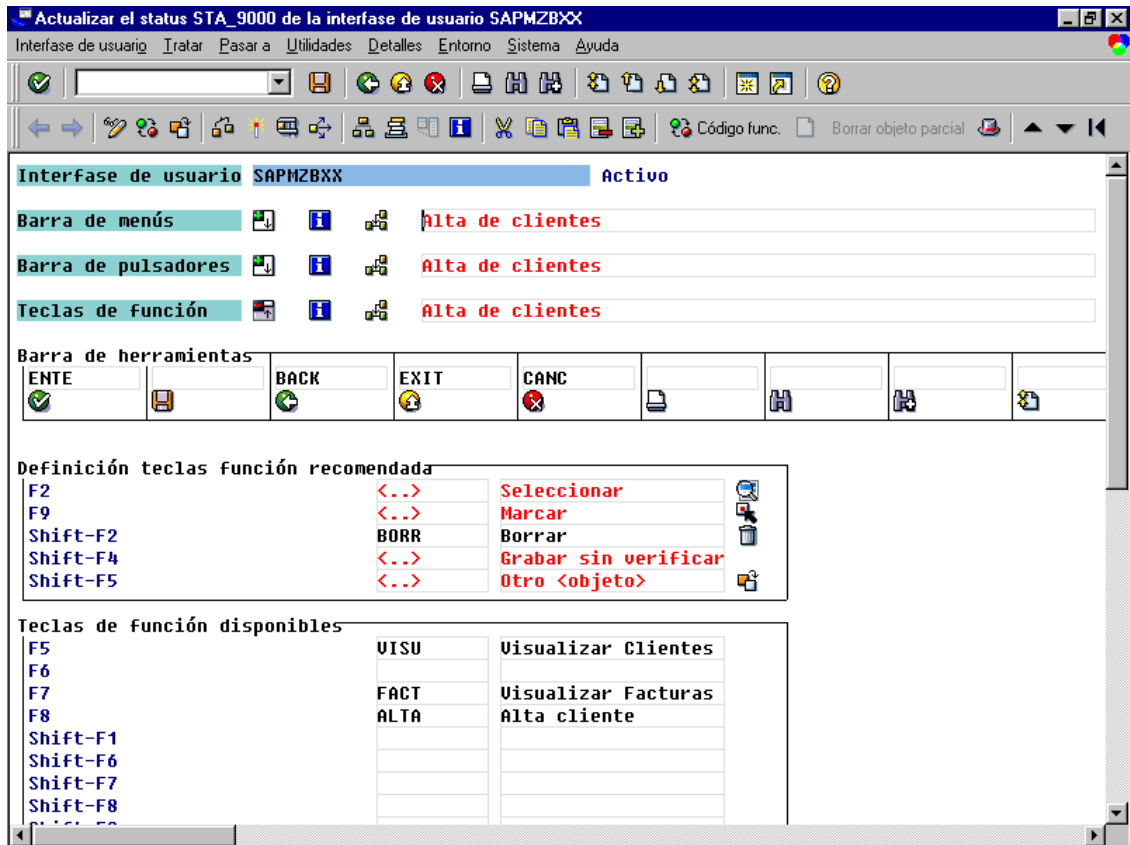 Actualizar el status STA_9000 de la interfase de usuario SAPMZBXX
Interfase de usuario Tratar Pasar a Utilidades Detalles Entorno Sistema Ayuda
Código func. Borrar objeto parcial
Interfase de usuario SAPMZBXX Activo
Barra de menús Alta de clientes
Barra de pulsadores Alta de clientes
Teclas de función Alta de clientes
Barra de herramientas
ENTE BACK EXIT CANC
Definición teclas función recomendada
F2 <..> Seleccionar
F9 <..> Marcar
Shift-F2 BORR Borrar
Shift-F4 <..> Grabar sin verificar
Shift-F5 <..> Otro <objeto>
Teclas de función disponibles
F5 VISU Visualizar Clientes
F6
F7 FACT Visualizar Facturas
F8 ALTA Alta cliente
Shift-F1
Shift-F6
Shift-F7
Shift-F8